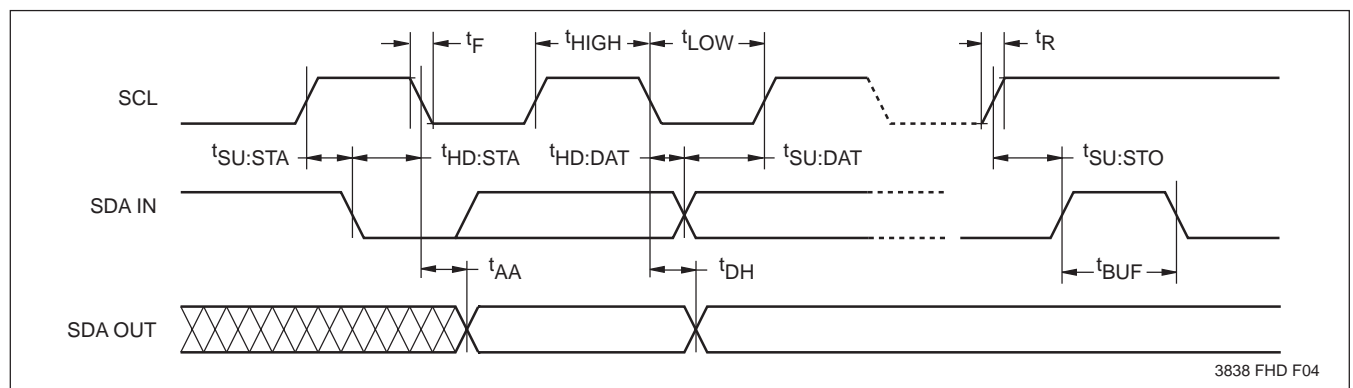 tF tHIGH tLOW tR
SCL
tSU:STA tHD:STA tHD:DAT tSU:DAT tSU:STO
SDA IN
tAA tDH tBUF
SDA OUT
3838 FHD F04